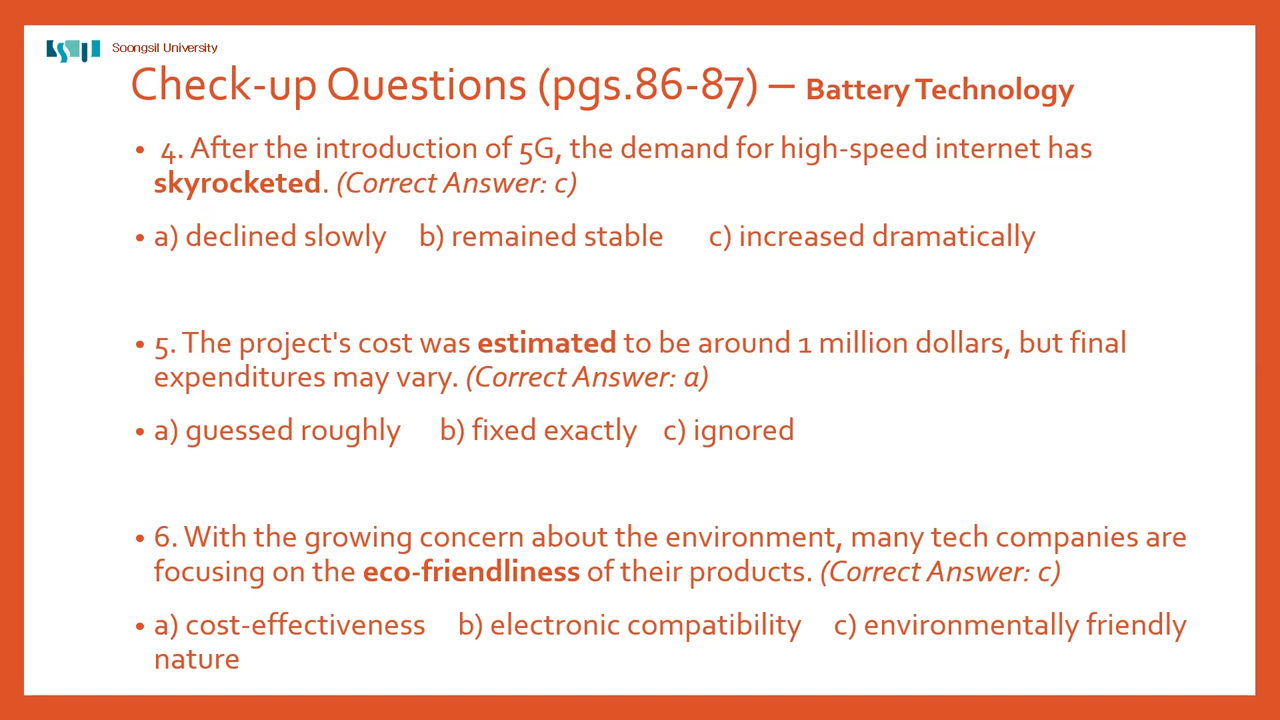 Soongsil University
Check-up Questions (pgs.86-87) – Battery Technology
• 4. After the introduction of 5G, the demand for high-speed internet has
skyrocketed. (Correct Answer: c)
• a) declined slowly b) remained stable c) increased dramatically
• 5. The project's cost was estimated to be around 1 million dollars, but final
expenditures may vary. (Correct Answer: a)
• a) guessed roughly b) fixed exactly c) ignored
• 6. With the growing concern about the environment, many tech companies are
focusing on the eco-friendliness of their products. (Correct Answer: c)
• a) cost-effectiveness b) electronic compatibility c) environmentally friendly
nature